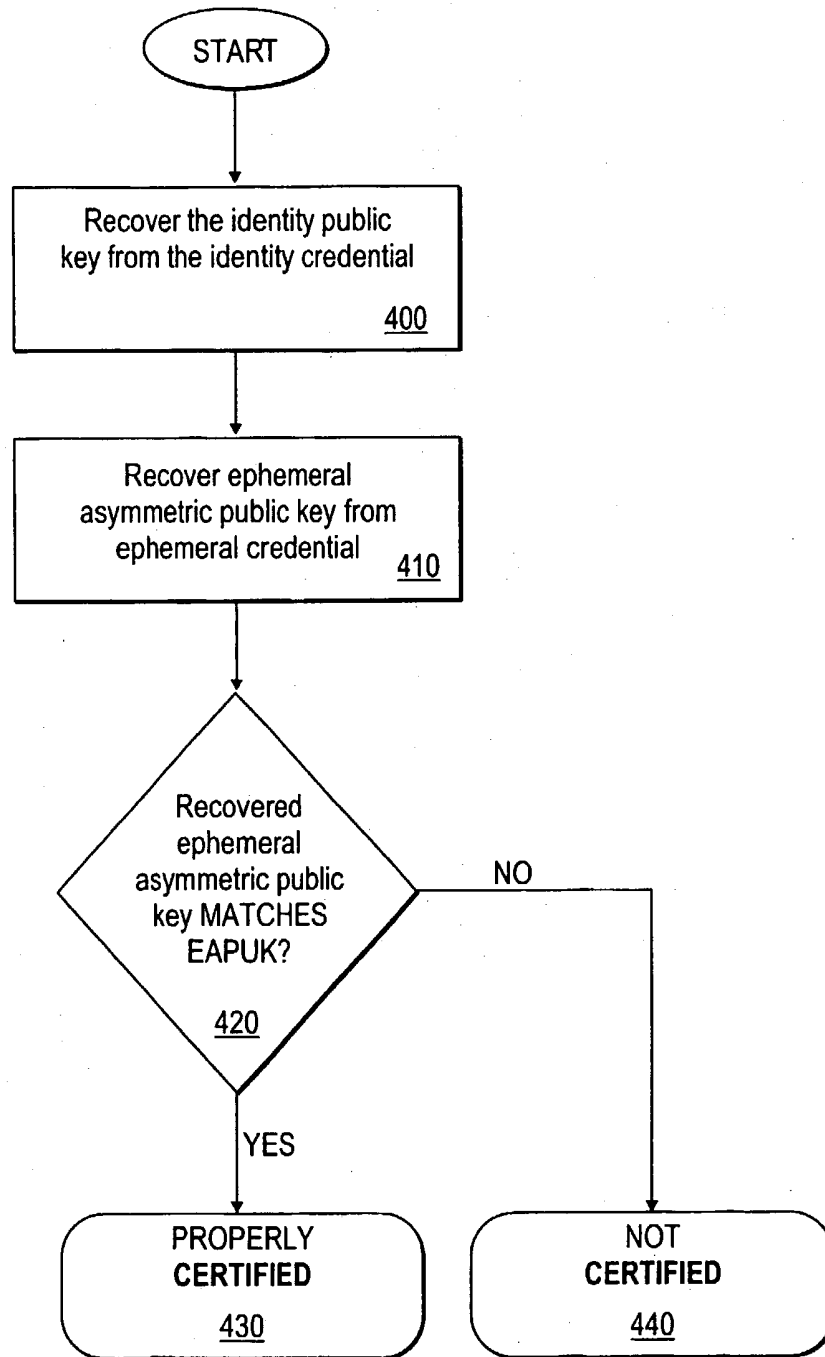 START
Recover the identity public
key from the identity credential
400
Recover ephemeral
asymmetric public key from
ephemeral credential
410
Recovered
ephemeral
asymmetric public
key MATCHES
EAPUK?
420
NO
YES
PROPERLY
CERTIFIED
430
NOT
CERTIFIED
440